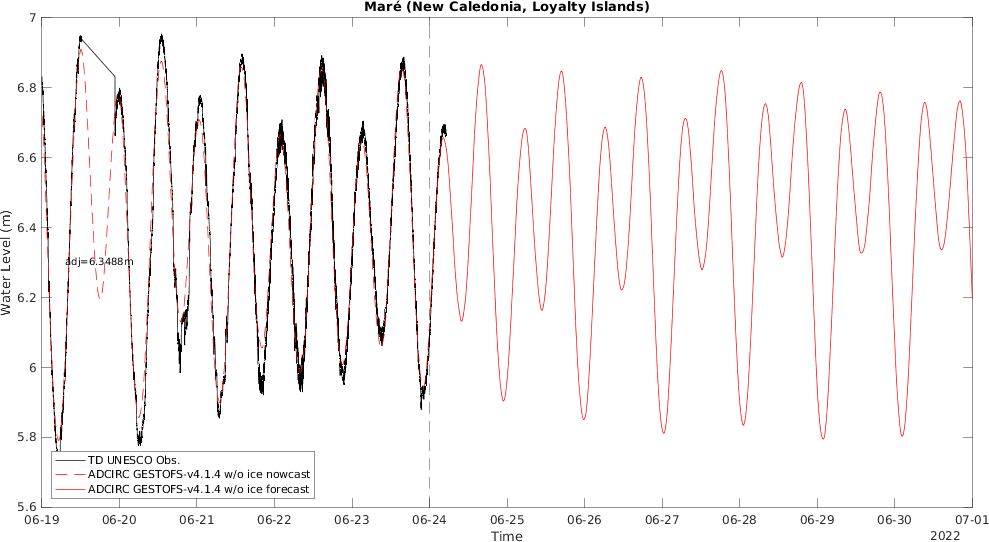 Maré (New Caledonia, Loyalty Islands)
7
6.8
6.6
6.4
6.2
6
5.8
5.6
Water Level (m)
adj=6.3488m
TD UNESCO Obs.
ADCIRC GESTOFS-v4.1.4 w/o ice nowcast
ADCIRC GESTOFS-v4.1.4 w/o ice forecast
06-19 06-20 06-21 06-22 06-23 06-24 06-25 06-26 06-27 06-28 06-29 06-30 07-01
Time
2022